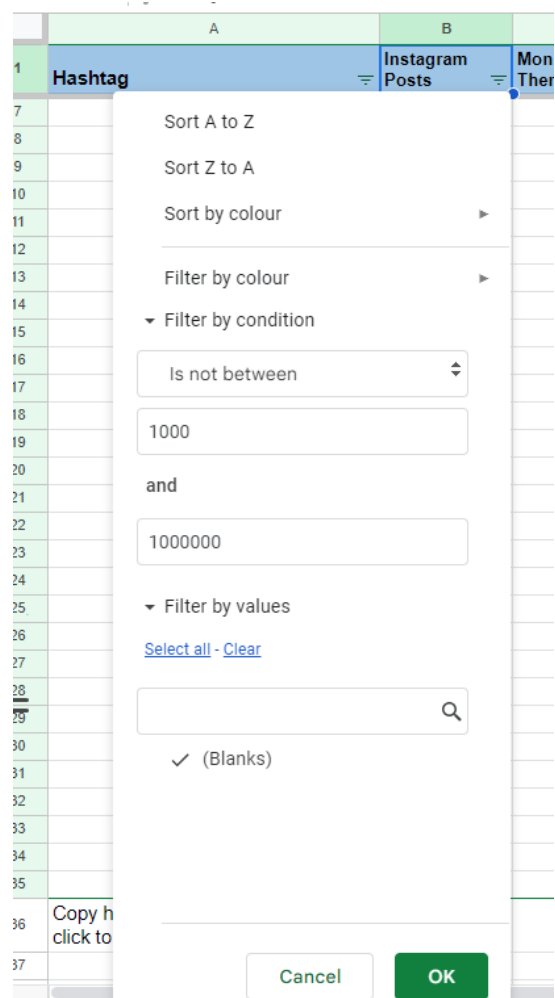 A B
1 Hashtag Instagram Posts Mon Ther
7
8
9
10
11
12
13
14
15
16
17
18
19
20
21
22
23
24
25
26
27
28
29
30
31
32
33
34
35
36 Copy h
click to
37
Sort A to Z
Sort Z to A
Sort by colour
Filter by colour
Filter by condition
Is not between
1000
and
1000000
Filter by values
Select all - Clear
(Blanks)
Cancel OK